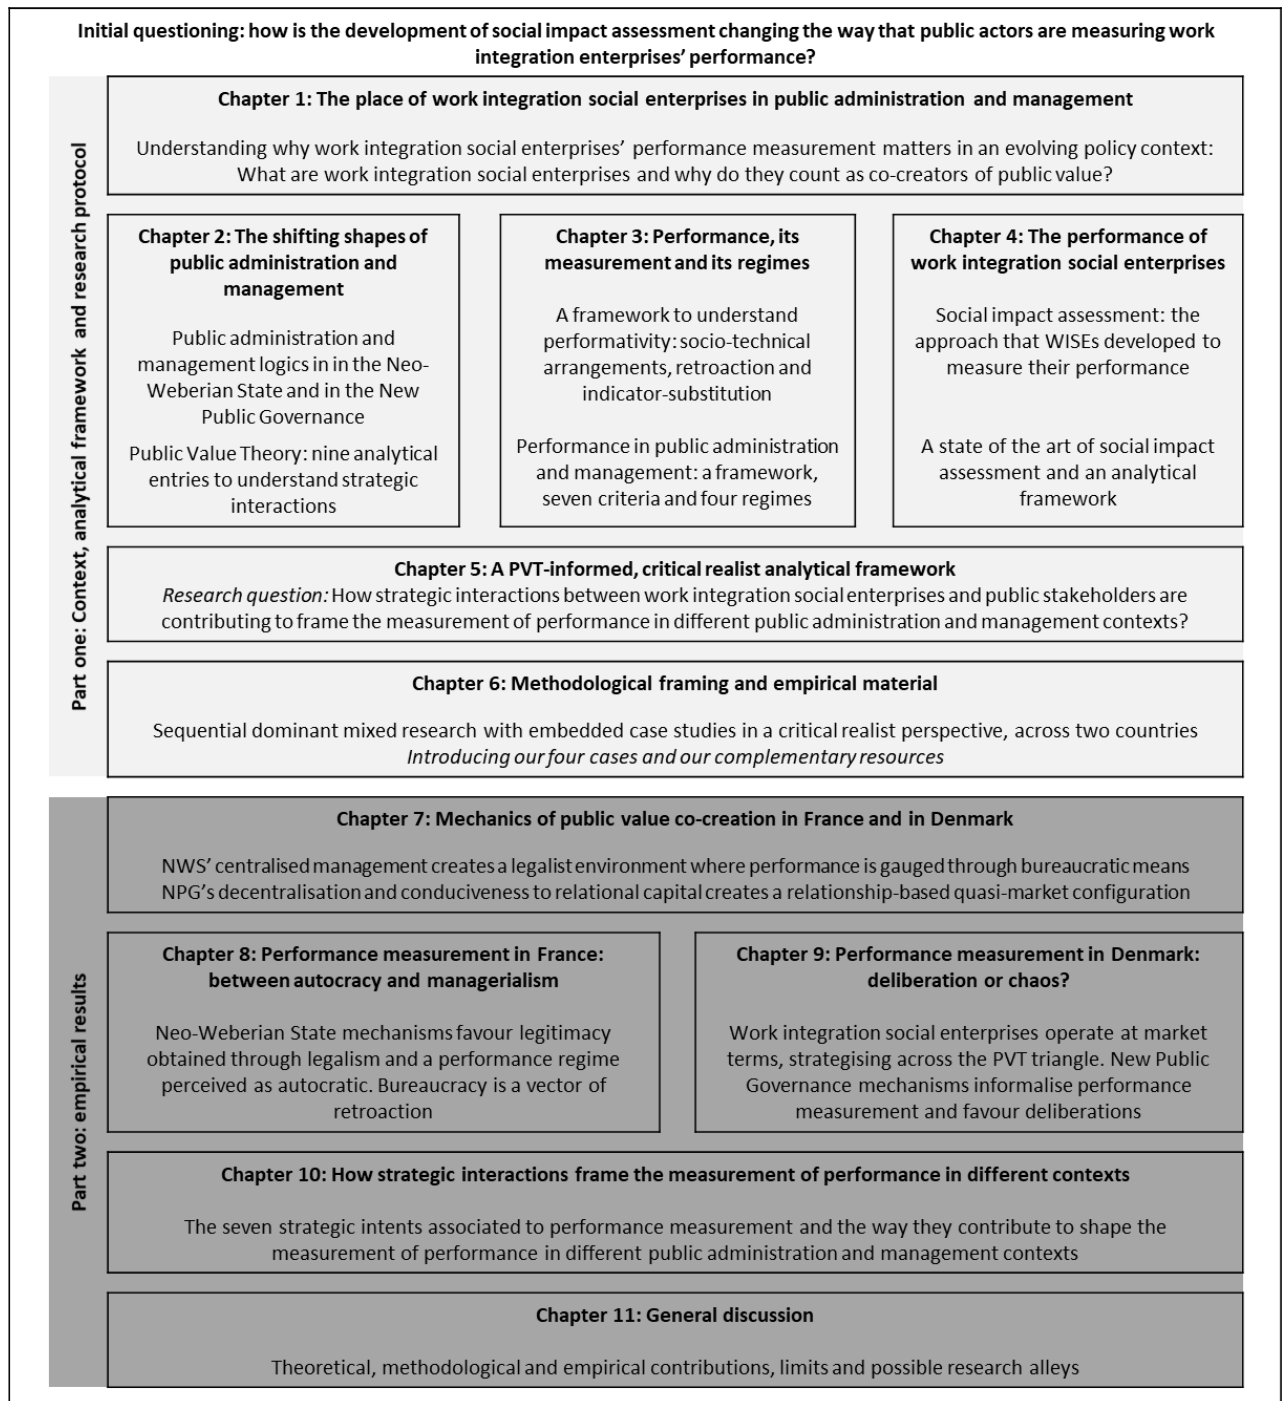 Initial questioning: how is the development of social impact assessment changing the way that public actors are measuring work
integration enterprises' performance?
Part one: Context, analytical framework and research protocol
Chapter 1: The place of work integration social enterprises in public administration and management
Understanding why work integration social enterprises' performance measurement matters in an evolving policy context:
What are work integration social enterprises and why do they count as co-creators of public value?
Chapter 2: The shifting shapes of
public administration and
management
Public administration and
management logics in in the Neo-
Weberian State and in the New
Public Governance
Public Value Theory: nine analytical
entries to understand strategic
interactions
Chapter 3: Performance, its
measurement and its regimes
A framework to understand
performativity: socio-technical
arrangements, retroaction and
indicator-substitution
Performance in public administration
and management: a framework,
seven criteria and four regimes
Chapter 4: The performance of
work integration social enterprises
Social impact assessment: the
approach that WISEs developed to
measure their performance
A state of the art of social impact
assessment and an analytical
framework
Chapter 5: A PVT-informed, critical realist analytical framework
Research question: How strategic interactions between work integration social enterprises and public stakeholders are
contributing to frame the measurement of performance in different public administration and management contexts?
Chapter 6: Methodological framing and empirical material
Sequential dominant mixed research with embedded case studies in a critical realist perspective, across two countries
Introducing our four cases and our complementary resources
Part two: empirical results
Chapter 7: Mechanics of public value co-creation in France and in Denmark
NWS' centralised management creates a legalist environment where performance is gauged through bureaucratic means
NPG's decentralisation and conduciveness to relational capital creates a relationship-based quasi-market configuration
Chapter 8: Performance measurement in France:
between autocracy and managerialism
Neo-Weberian State mechanisms favour legitimacy
obtained through legalism and a performance regime
perceived as autocratic. Bureaucracy is a vector of
retroaction
Chapter 9: Performance measurement in Denmark:
deliberation or chaos?
Work integration social enterprises operate at market
terms, strategising across the PVT triangle. New Public
Governance mechanisms informalise performance
measurement and favour deliberations
Chapter 10: How strategic interactions frame the measurement of performance in different contexts
The seven strategic intents associated to performance measurement and the way they contribute to shape the
measurement of performance in different public administration and management contexts
Chapter 11: General discussion
Theoretical, methodological and empirical contributions, limits and possible research alleys